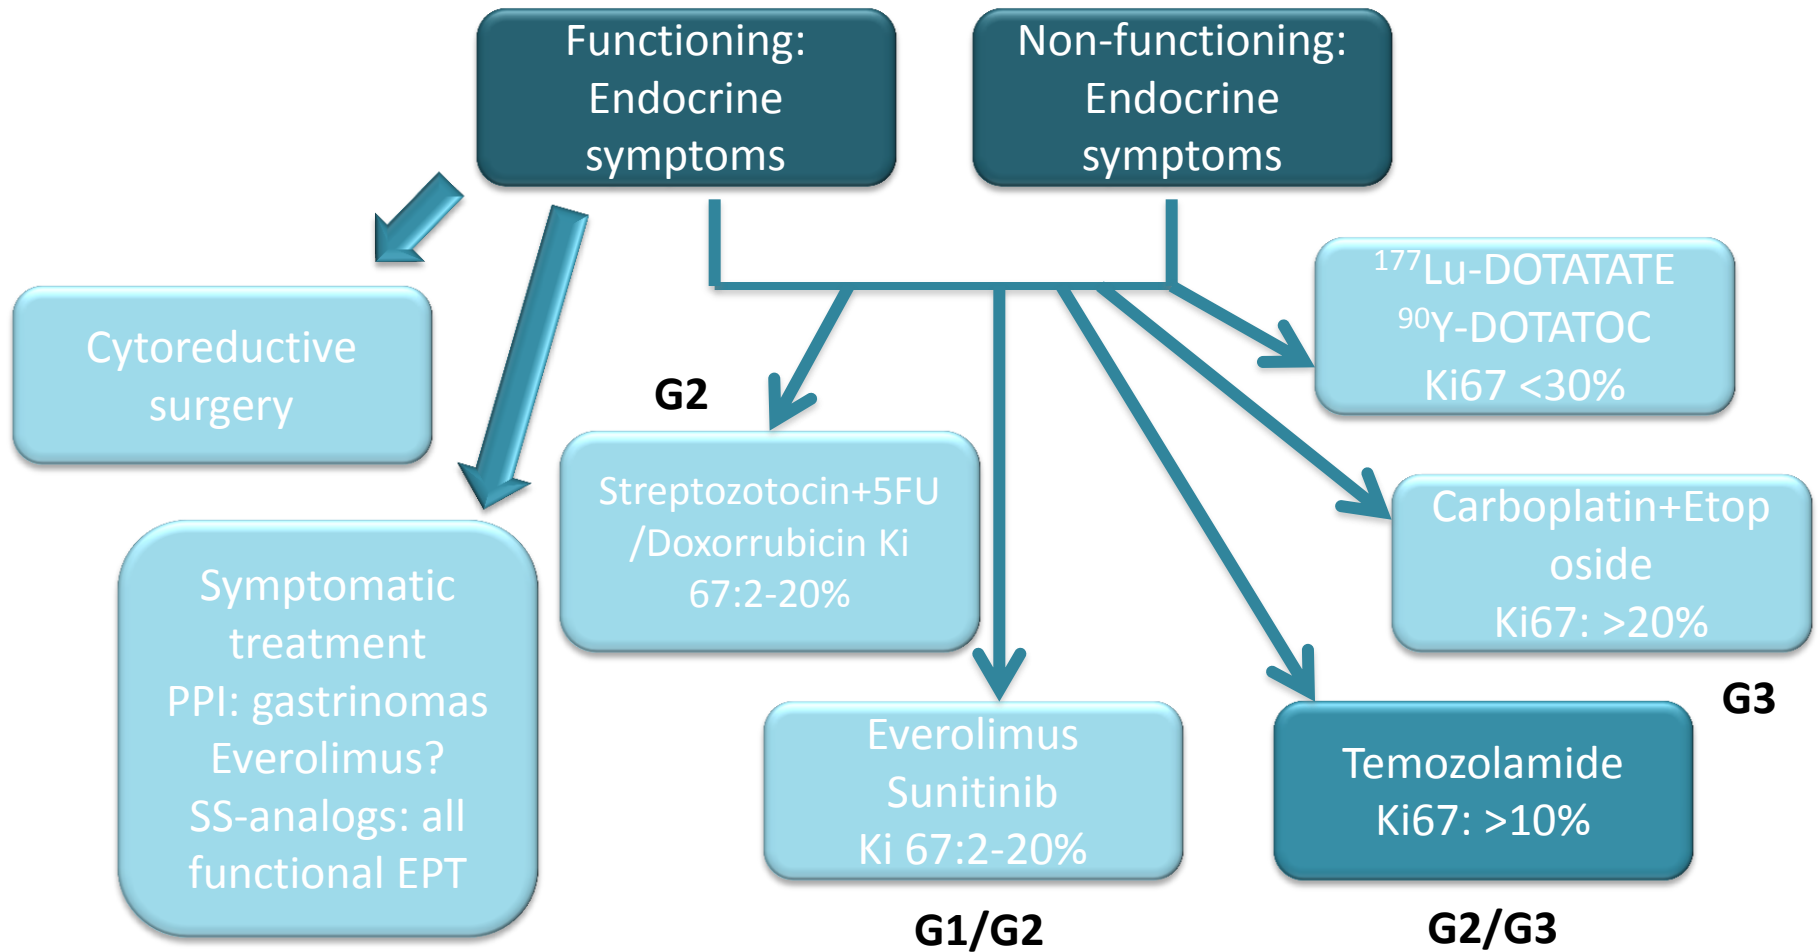 Functioning:
Endocrine
symptoms
Non-functioning:
Endocrine
symptoms
Cytoreductive
surgery
Symptomatic
treatment
PPI: gastrinomas
Everolimus?
SS-analogs: all
functional EPT
G2
Streptozotocin+5FU
/Doxorrubicin Ki
67:2-20%
Everolimus
Sunitinib
Ki 67:2-20%
G1/G2
¹⁷⁷Lu-DOTATATE
⁹⁰Y-DOTATOC
Ki67 <30%
Carboplatin+Etop
oside
Ki67: >20%
G3
Temozolamide
Ki67: >10%
G2/G3